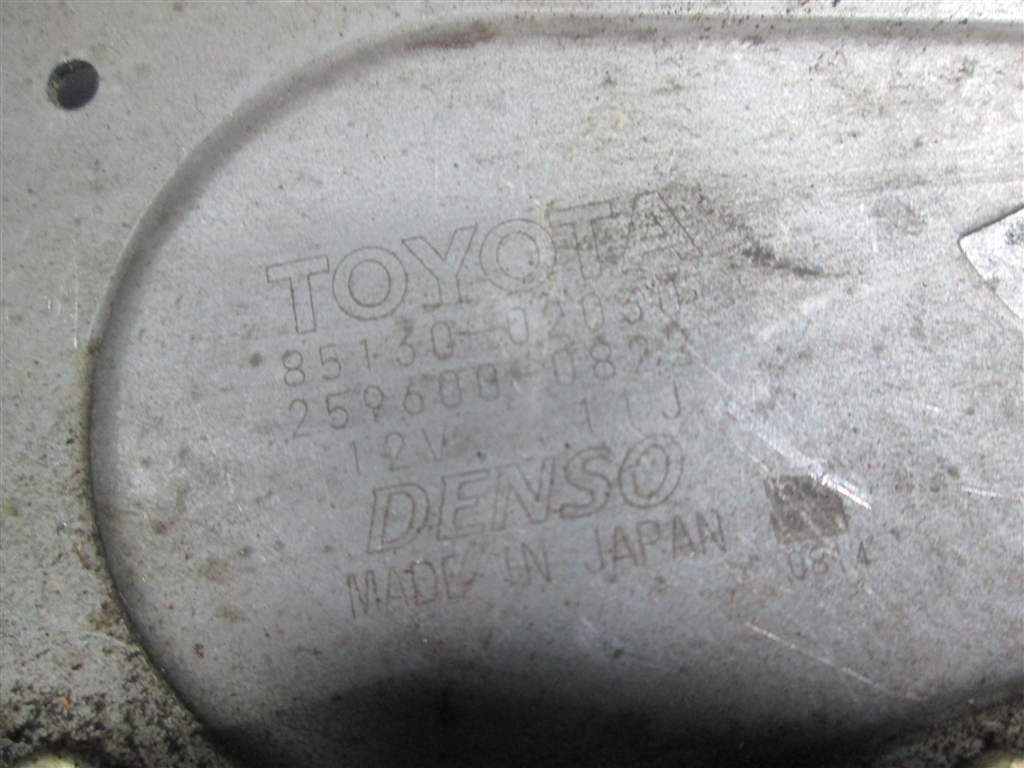 TOYOTA
85130-02030
259600-0823
12V 11J
DENSO
MADE IN JAPAN
0814